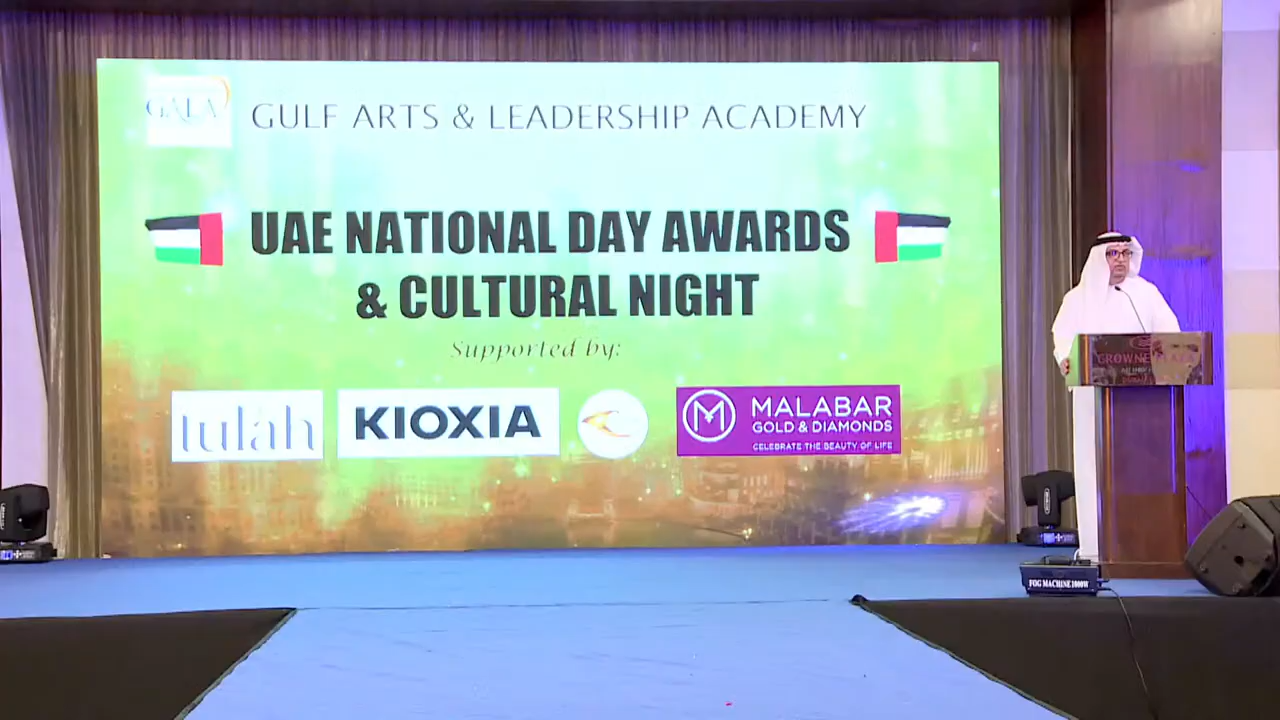 GALA
GULF ARTS & LEADERSHIP ACADEMY
UAE NATIONAL DAY AWARDS
& CULTURAL NIGHT
Supported by:
tulah
KIOXIA
M
MALABAR
GOLD & DIAMONDS
CELEBRATE THE BEAUTY OF LIFE
CROWNE PLAZA
FOG MACHINE 1000W